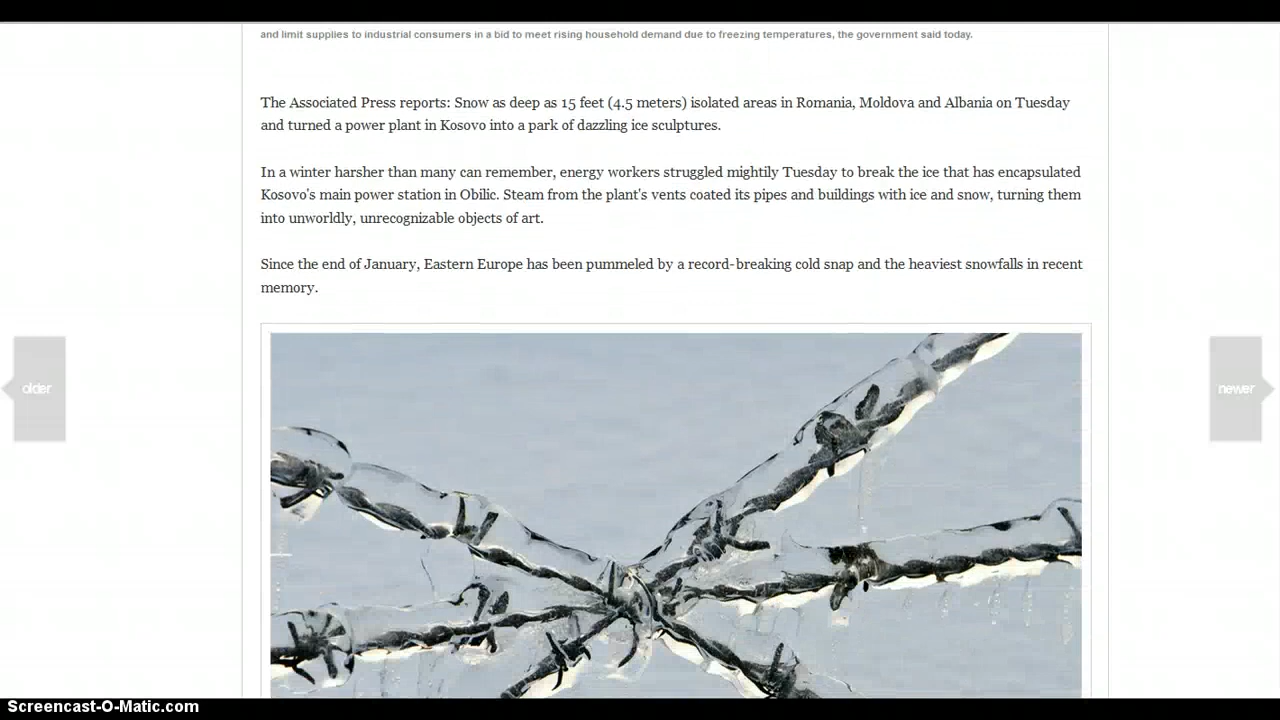 and limit supplies to industrial consumers in a bid to meet rising household demand due to freezing temperatures, the government said today.
The Associated Press reports: Snow as deep as 15 feet (4.5 meters) isolated areas in Romania, Moldova and Albania on Tuesday
and turned a power plant in Kosovo into a park of dazzling ice sculptures.
In a winter harsher than many can remember, energy workers struggled mightily Tuesday to break the ice that has encapsulated
Kosovo's main power station in Obilic. Steam from the plant's vents coated its pipes and buildings with ice and snow, turning them
into unworldly, unrecognizable objects of art.
Since the end of January, Eastern Europe has been pummeled by a record-breaking cold snap and the heaviest snowfalls in recent
memory.
older
newer
Screencast-O-Matic.com